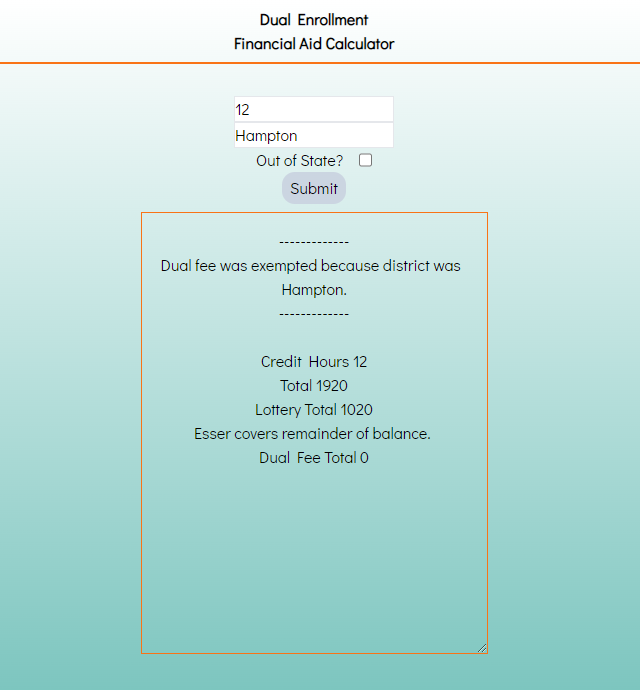 Dual Enrollment
Financial Aid Calculator
12
Hampton
Out of State?
Submit
-------------
Dual fee was exempted because district was
Hampton.
-------------
Credit Hours 12
Total 1920
Lottery Total 1020
Esser covers remainder of balance.
Dual Fee Total 0